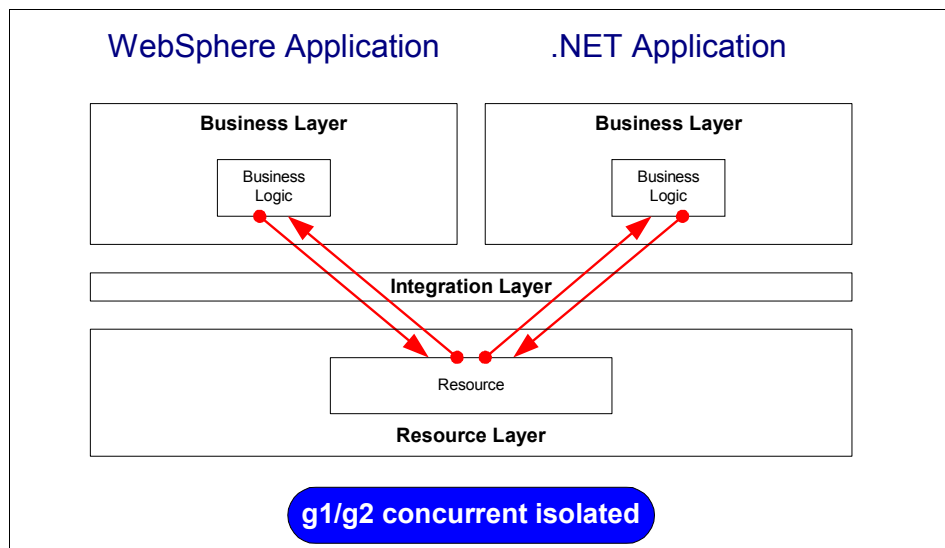 WebSphere Application
.NET Application
Business Layer
Business Layer
Business
Logic
Business
Logic
Integration Layer
Resource
Resource Layer
g1/g2 concurrent isolated